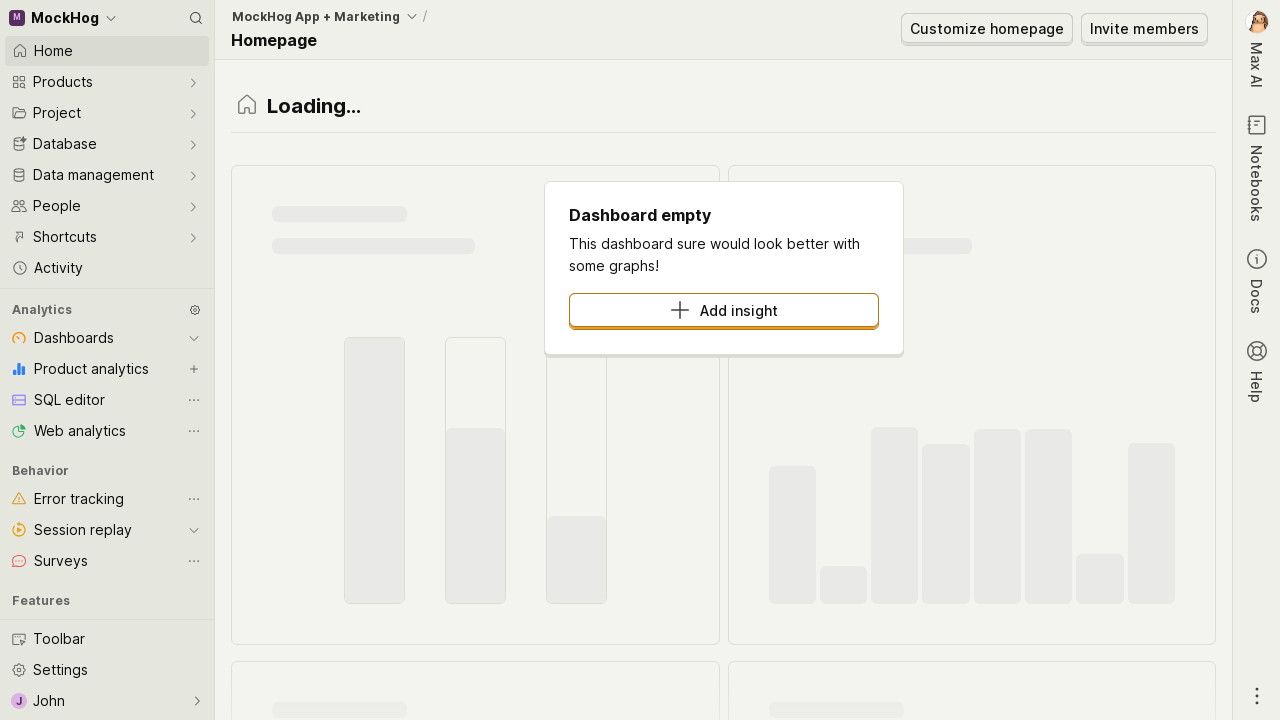 M MockHog
Home
Products
Project
Database
Data management
People
Shortcuts
Activity
Analytics
Dashboards
Product analytics
SQL editor
Web analytics
Behavior
Error tracking
Session replay
Surveys
Features
Toolbar
Settings
J John
MockHog App + Marketing /
Homepage
Customize homepage
Invite members
Loading...
Dashboard empty
This dashboard sure would look better with
some graphs!
Add insight
Max AI
Notebooks
Docs
Help